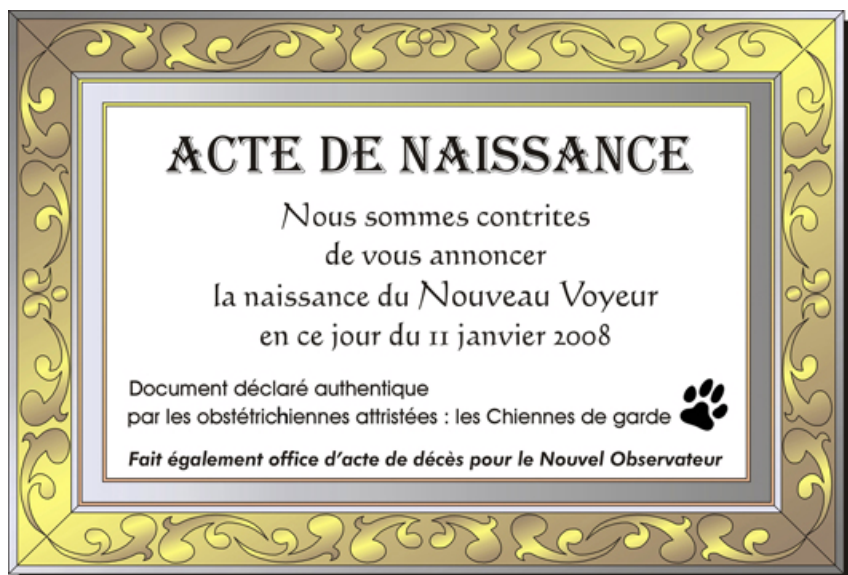 ACTE DE NAISSANCE
Nous sommes contrites
de vous annoncer
la naissance du Nouveau Voyeur
en ce jour du 11 janvier 2008
Document déclaré authentique
par les obstétrichiennes attristées : les Chiennes de garde
Fait également office d'acte de décès pour le Nouvel Observateur